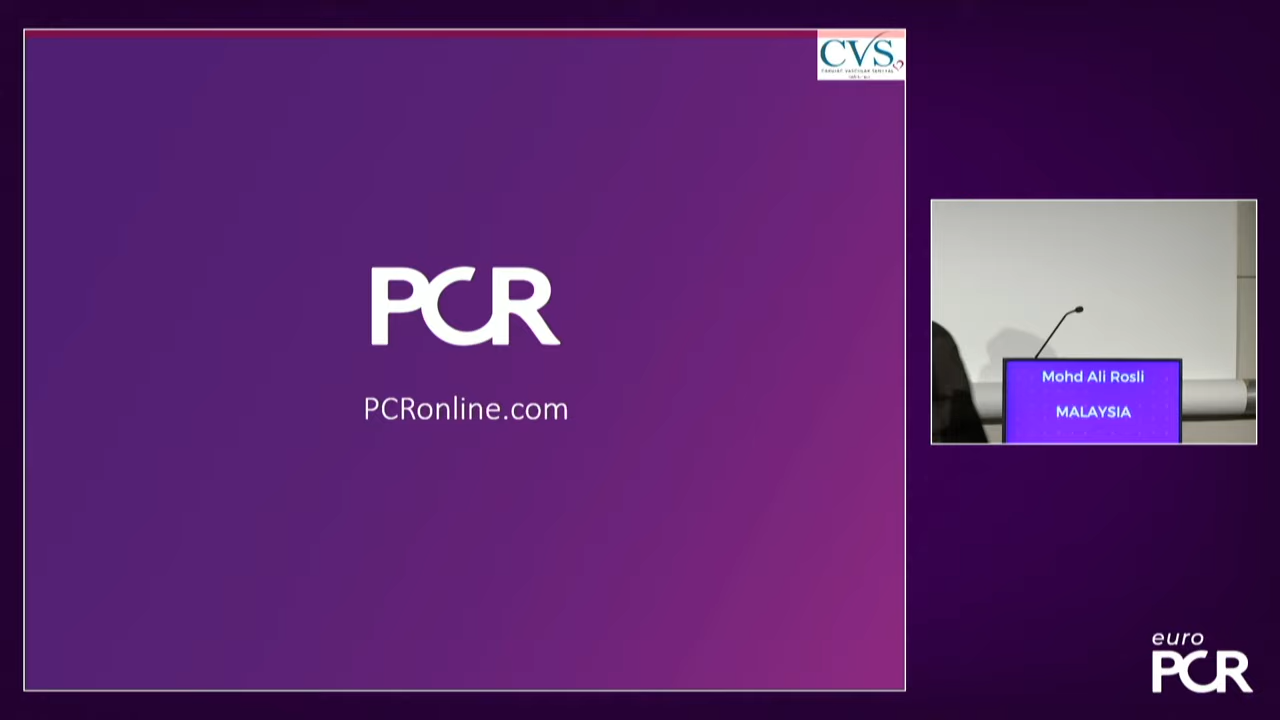 CVS
PCR
PCRonline.com
Mohd Ali Rosli
MALAYSIA
euro
PCR